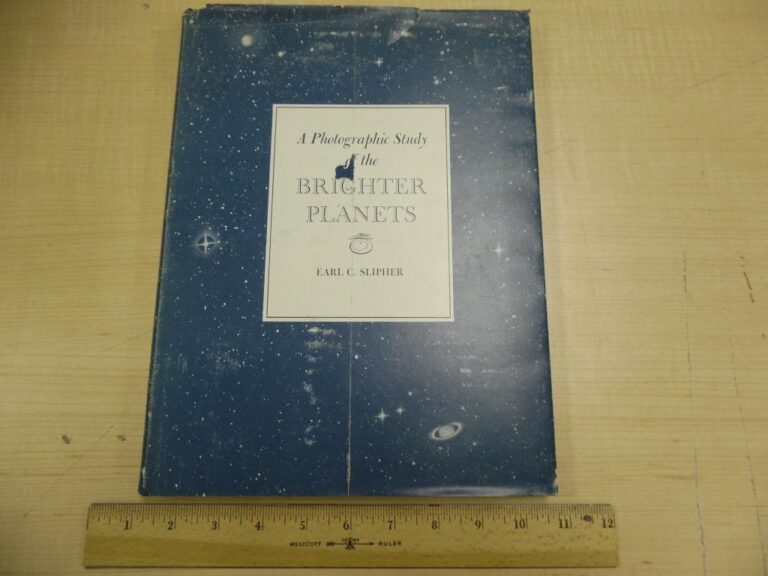 A Photographic Study
of the
BRIGHTER
PLANETS
EARL C. SLIPHER
1 2 3 4 5 6 7 8 9 10 11 12
WESTCOTT RULER